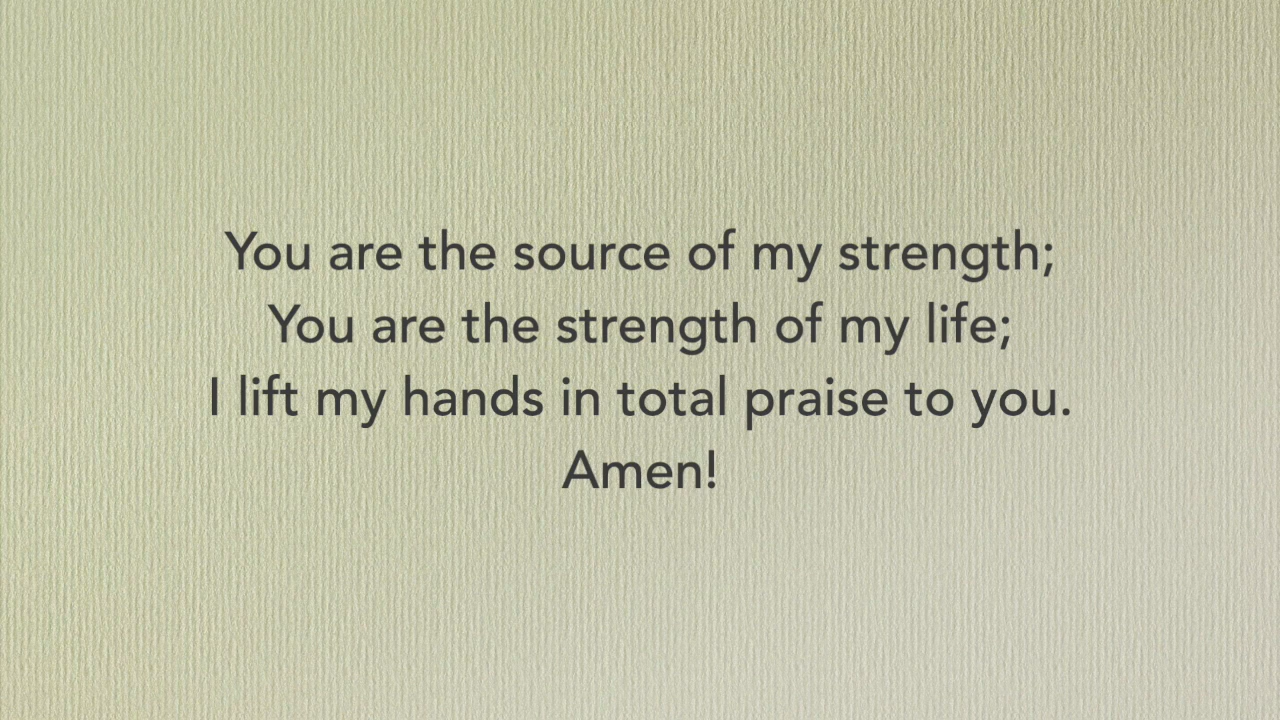 You are the source of my strength;
You are the strength of my life;
I lift my hands in total praise to you.
Amen!